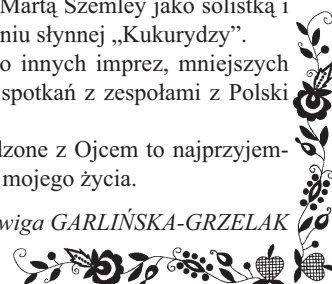 Martą Szemley jako solistką i
niu słynnej „Kukurydzy”.
o innych imprez, mniejszych
spotkań z zespołami z Polski
dzone z Ojcem to najprzyjem-
mojego życia.
wiga GARLIŃSKA-GRZELAK